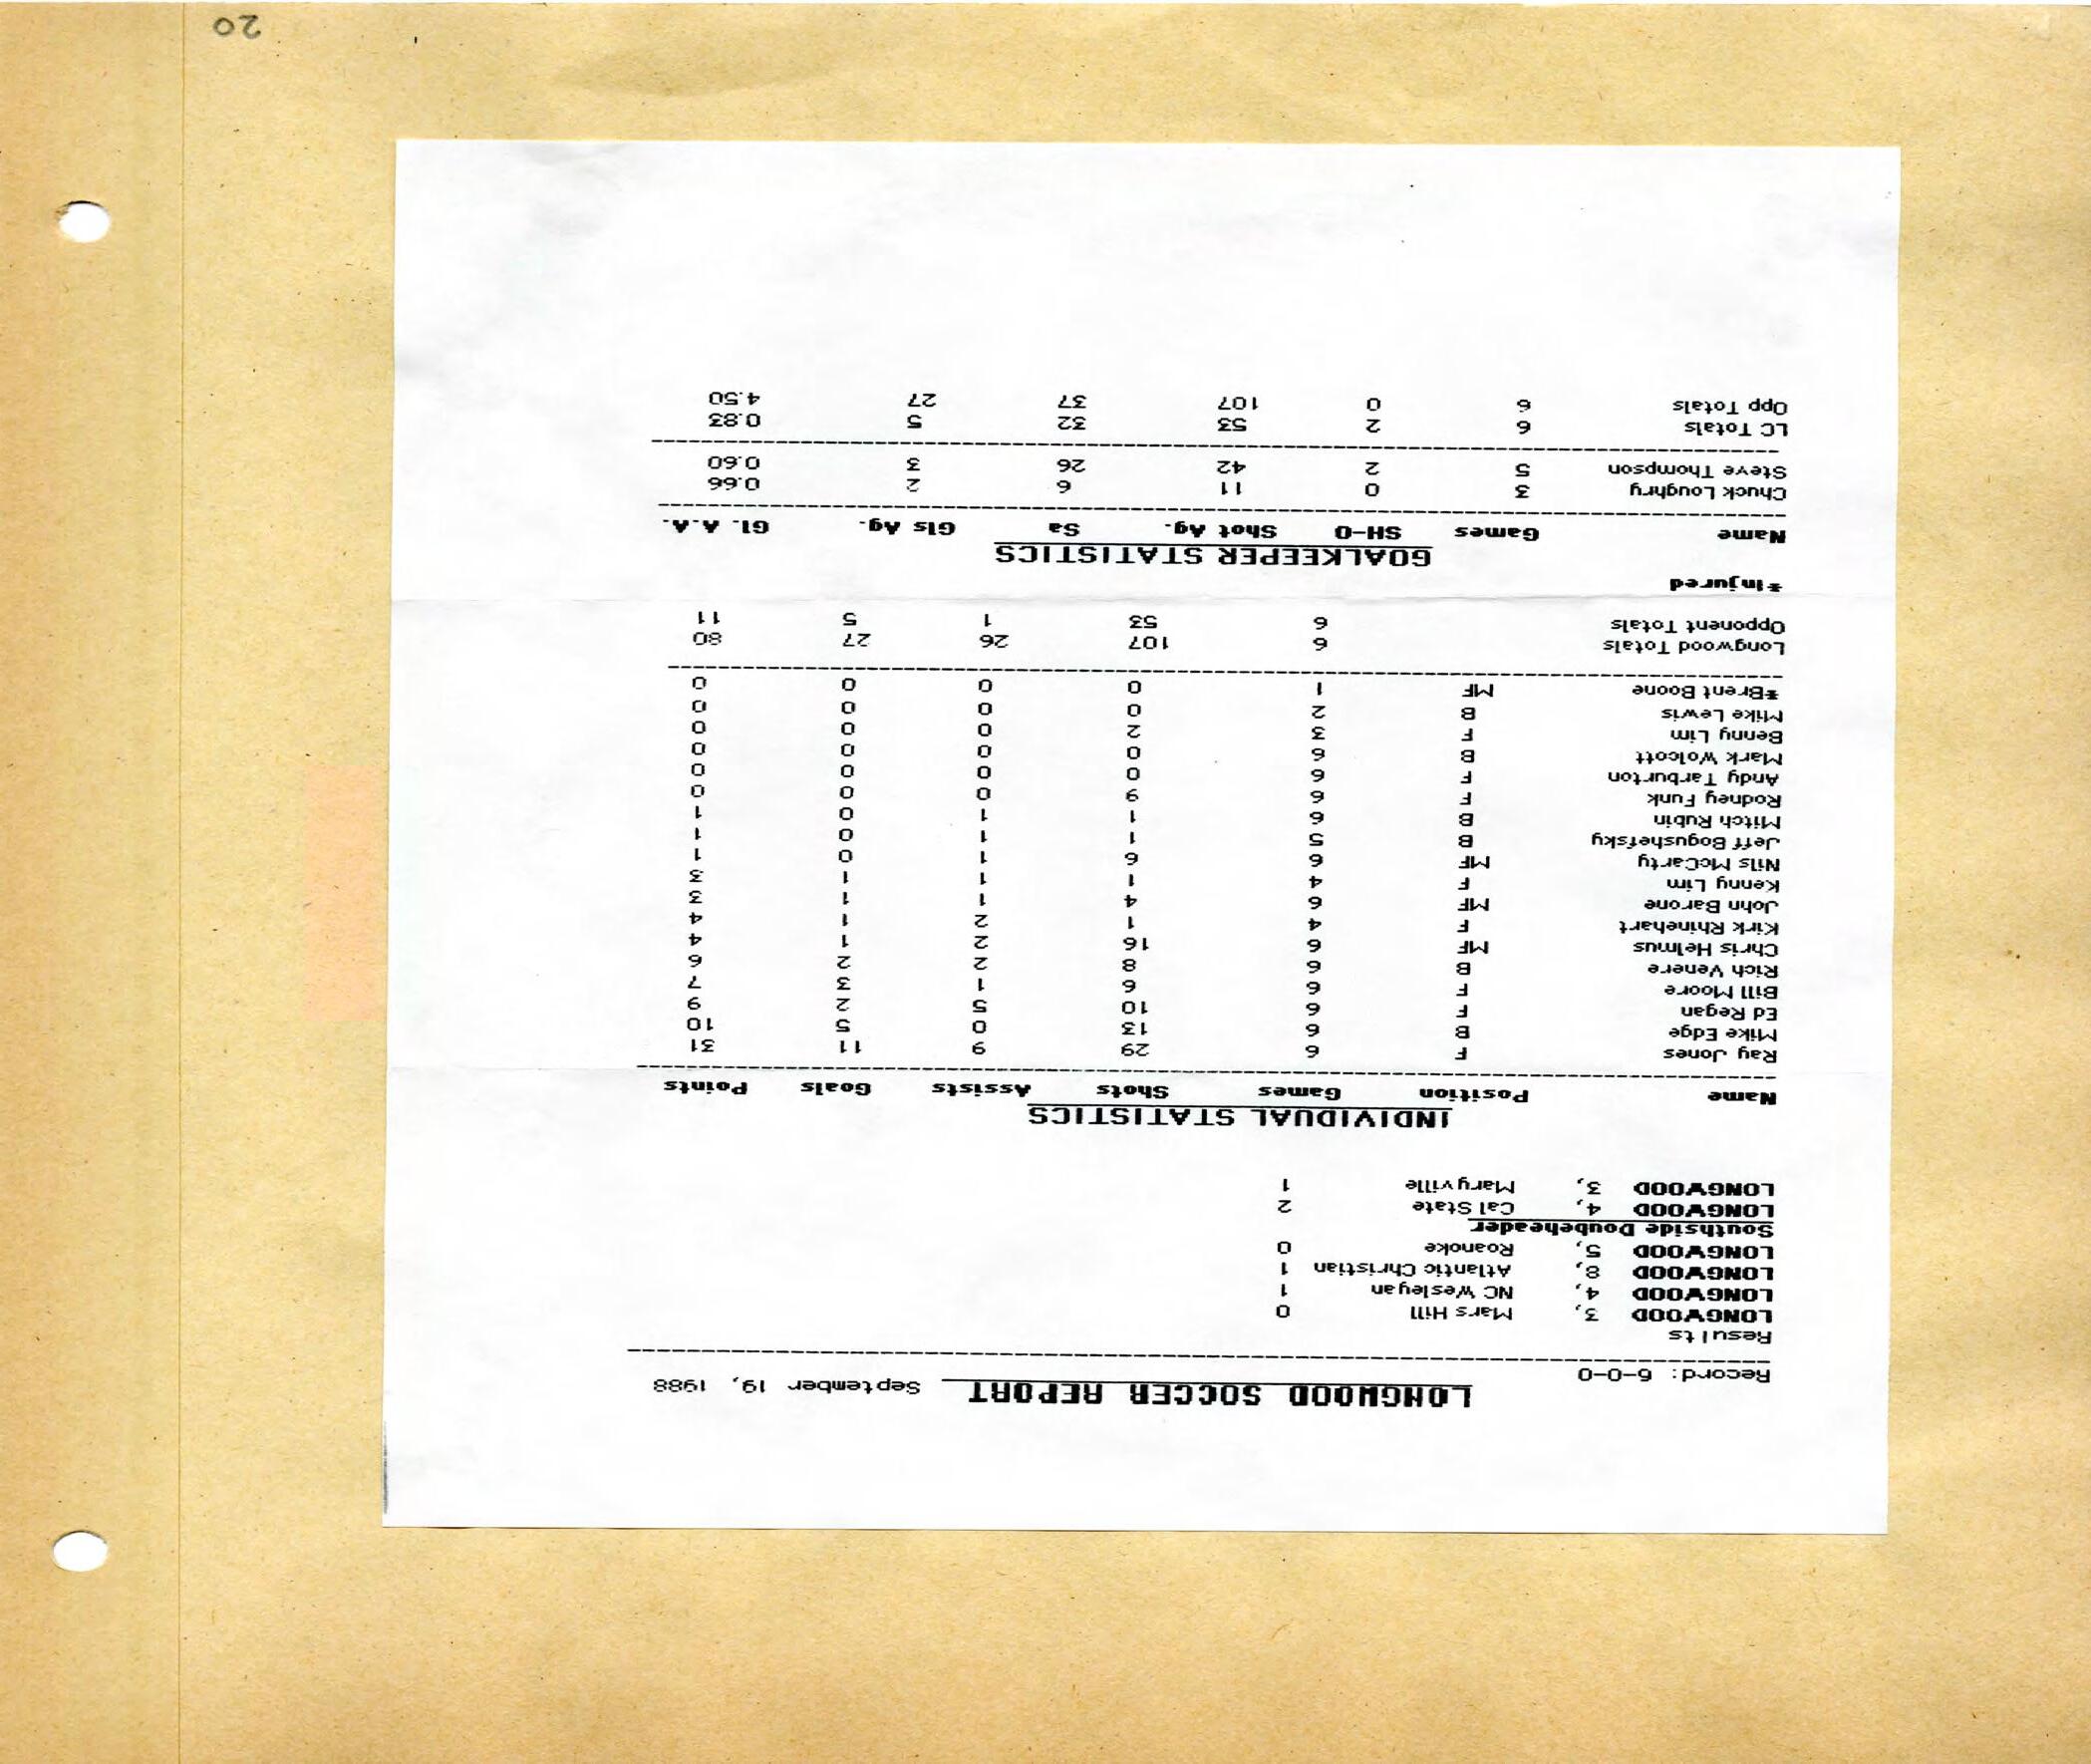 LONGWOOD SOCCER REPORT September 19, 1988
Record: 6-0-0
Results
LONGWOOD 3, Mars Hill 0
LONGWOOD 4, NC Wesleyan 1
LONGWOOD 8, Atlantic Christian 1
LONGWOOD 5, Roanoke 0
Southside Doubeheader
LONGWOOD 4, Cal State 2
LONGWOOD 3, Maryville 1
INDIVIDUAL STATISTICS
Name Position Games Shots Assists Goals Points
Ray Jones F 6 29 9 11 31
Mike Edge B 6 13 0 5 10
Ed Regan F 6 10 5 2 9
Bill Moore F 6 6 1 3 7
Rich Venere B 6 8 2 2 6
Chris Helmus MF 6 16 2 1 4
Kirk Rhinehart F 4 1 2 1 4
John Barone MF 6 4 1 1 3
Kenny Lim F 4 1 1 1 3
Nils McCarty MF 6 6 1 0 1
Jeff Bogushefsky B 5 1 1 0 1
Mitch Rubin B 6 1 1 0 1
Rodney Funk F 6 9 0 0 0
Andy Tarburton F 6 0 0 0 0
Mark Wolcott B 6 0 0 0 0
Benny Lim F 3 2 0 0 0
Mike Lewis B 2 0 0 0 0
*Brent Boone MF 1 0 0 0 0
Longwood Totals 6 107 26 27 80
Opponent Totals 6 53 1 5 11
*Injured
GOALKEEPER STATISTICS
Name Games SH-O Shot Ag. Sa Gls Ag. Gl. A.A.
Chuck Loughry 3 0 11 6 2 0.66
Steve Thompson 5 2 42 26 3 0.60
LC Totals 6 2 53 32 5 0.83
Opp Totals 6 0 107 37 27 4.50
20